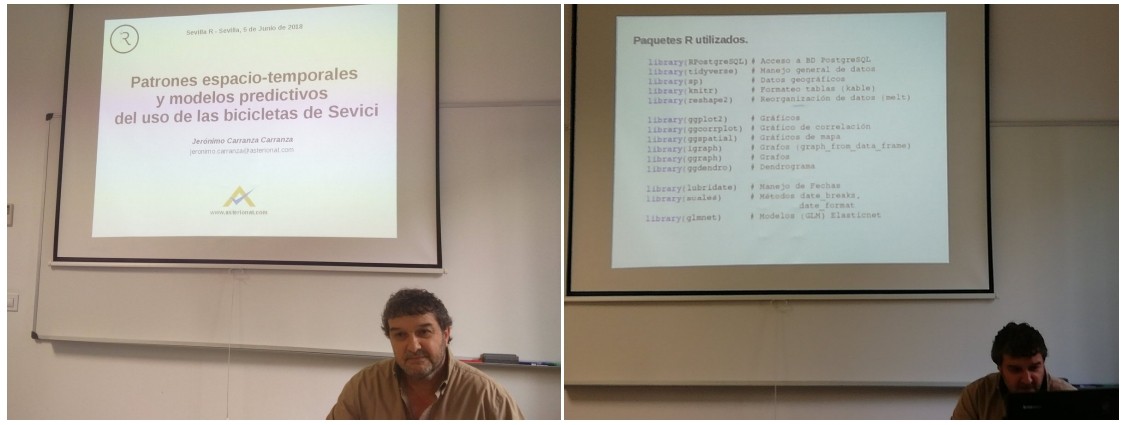 R
Sevilla R - Sevilla, 5 de Junio de 2018
Patrones espacio-temporales
y modelos predictivos
del uso de las bicicletas de Sevici
Jerónimo Carranza Carranza
jeronimo.carranza@asterionat.com
www.asterionat.com
Paquetes R utilizados.
library(RPostgreSQL) # Acceso a BD PostgreSQL
library(tidyverse) # Manejo general de datos
library(sp) # Datos geográficos
library(knitr) # Formateo tablas (kable)
library(reshape2) # Reorganización de datos (melt)
library(ggplot2) # Gráficos
library(ggcorrplot) # Gráfico de correlación
library(ggspatial) # Gráficos de mapa
library(igraph) # Grafos (graph_from_data_frame)
library(ggraph) # Grafos
library(ggdendro) # Dendrograma
library(lubridate) # Manejo de Fechas
library(scales) # Métodos date_breaks,
date_format
library(glmnet) # Modelos (GLM) Elasticnet